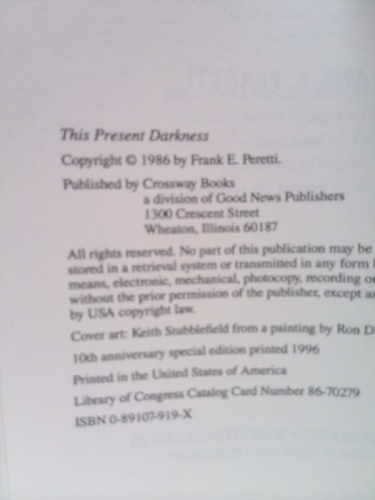 This Present Darkness
Copyright © 1986 by Frank E. Peretti.
Published by Crossway Books
a division of Good News Publishers
1300 Crescent Street
Wheaton, Illinois 60187
All rights reserved. No part of this publication may be
stored in a retrieval system or transmitted in any form
means, electronic, mechanical, photocopy, recording
without the prior permission of the publisher, except
by USA copyright law.
Cover art: Keith Stubblefield from a painting by Ron
10th anniversary special edition printed 1996
Printed in the United States of America
Library of Congress Catalog Card Number 86-70279
ISBN 0-89107-919-X